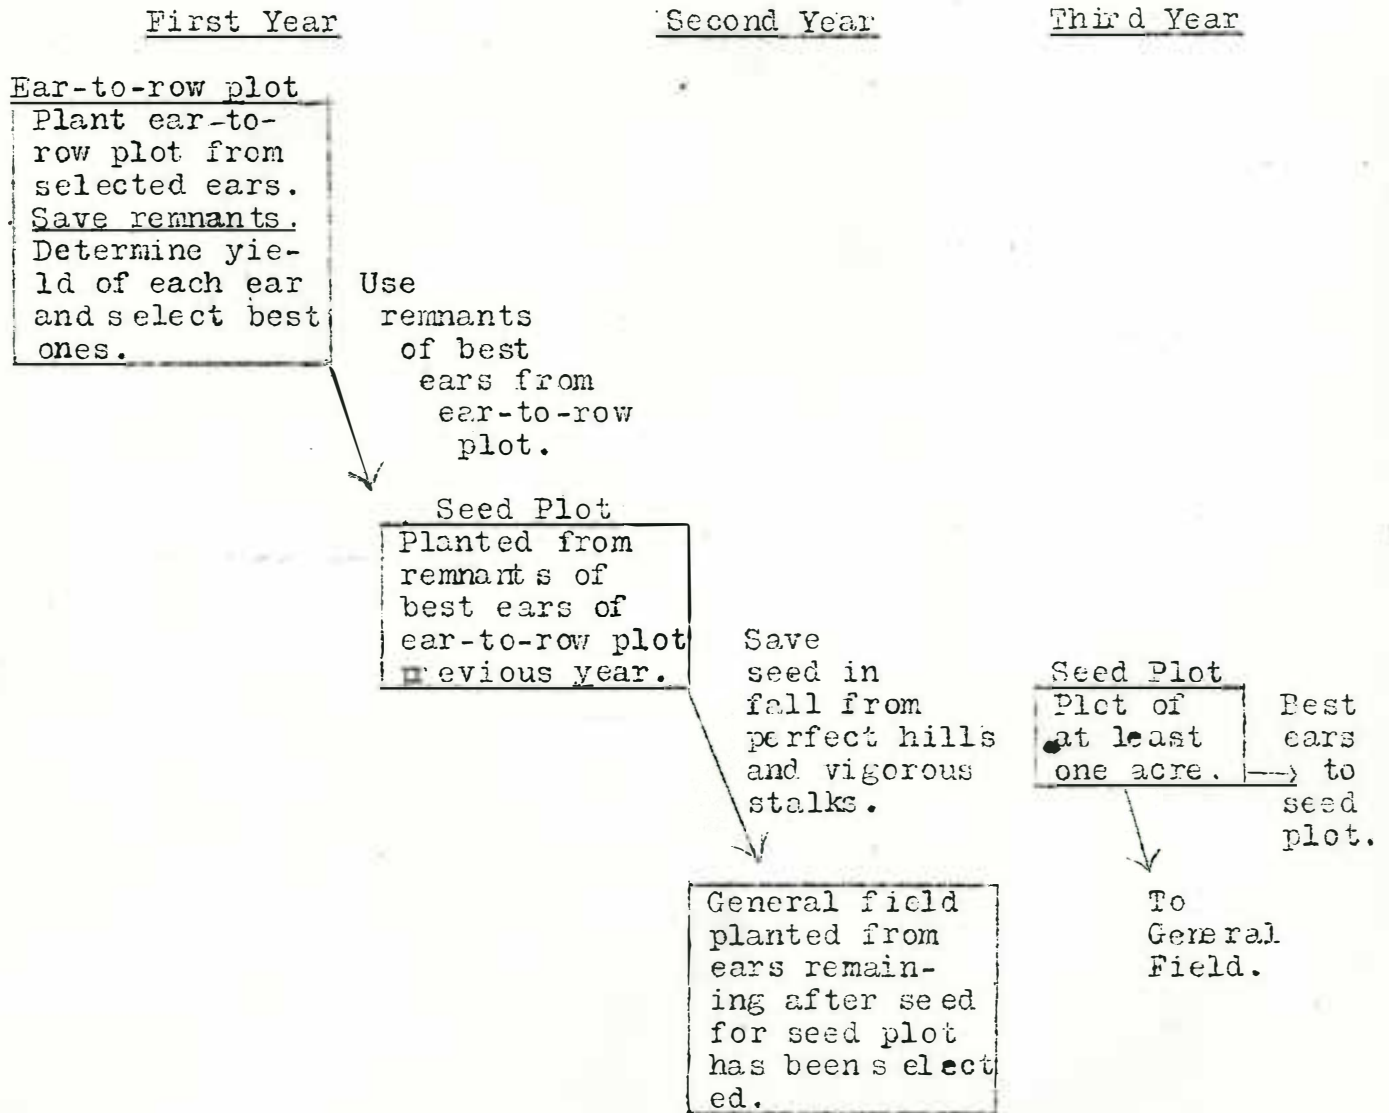 First Year
Second Year
Third Year
Ear-to-row plot
Plant ear-to-
row plot from
selected ears.
Save remnants.
Determine yie-
ld of each ear
and select best
ones.
Use
remnants
of best
ears from
ear-to-row
plot.
Seed Plot
Planted from
remnants of
best ears of
ear-to-row plot
previous year.
Save
seed in
fall from
perfect hills
and vigorous
stalks.
General field
planted from
ears remain-
ing after seed
for seed plot
has been select
ed.
Seed Plot
Plot of
at least
one acre.
Best
ears
to
seed
plot.
To
General
Field.